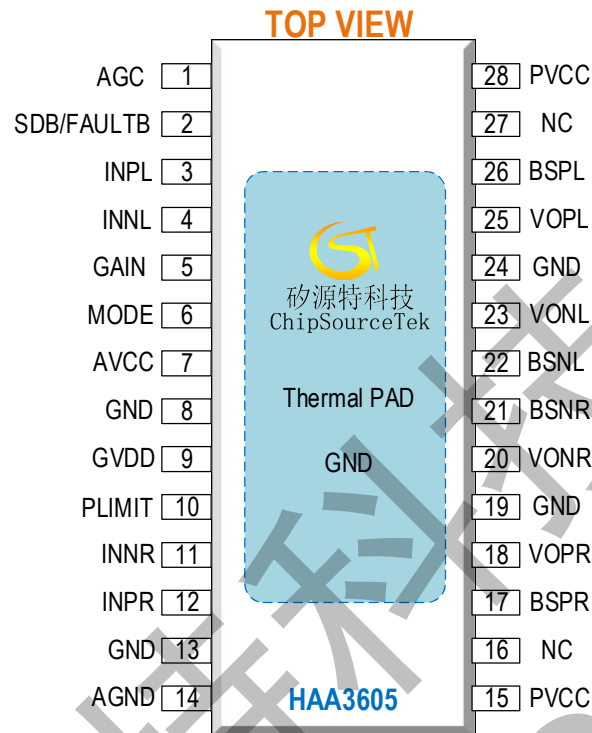 TOP VIEW
AGC 1
28 PVCC
SDB/FAULTB 2
27 NC
INPL 3
26 BSPL
INNL 4
25 VOPL
GAIN 5
24 GND
MODE 6
23 VONL
AVCC 7
22 BSNL
GND 8
21 BSNR
GVDD 9
20 VONR
PLIMIT 10
19 GND
INNR 11
18 VOPR
INPR 12
17 BSPR
GND 13
16 NC
AGND 14
15 PVCC
矽源特科技
ChipSourceTek
Thermal PAD
GND
HAA3605
特科技